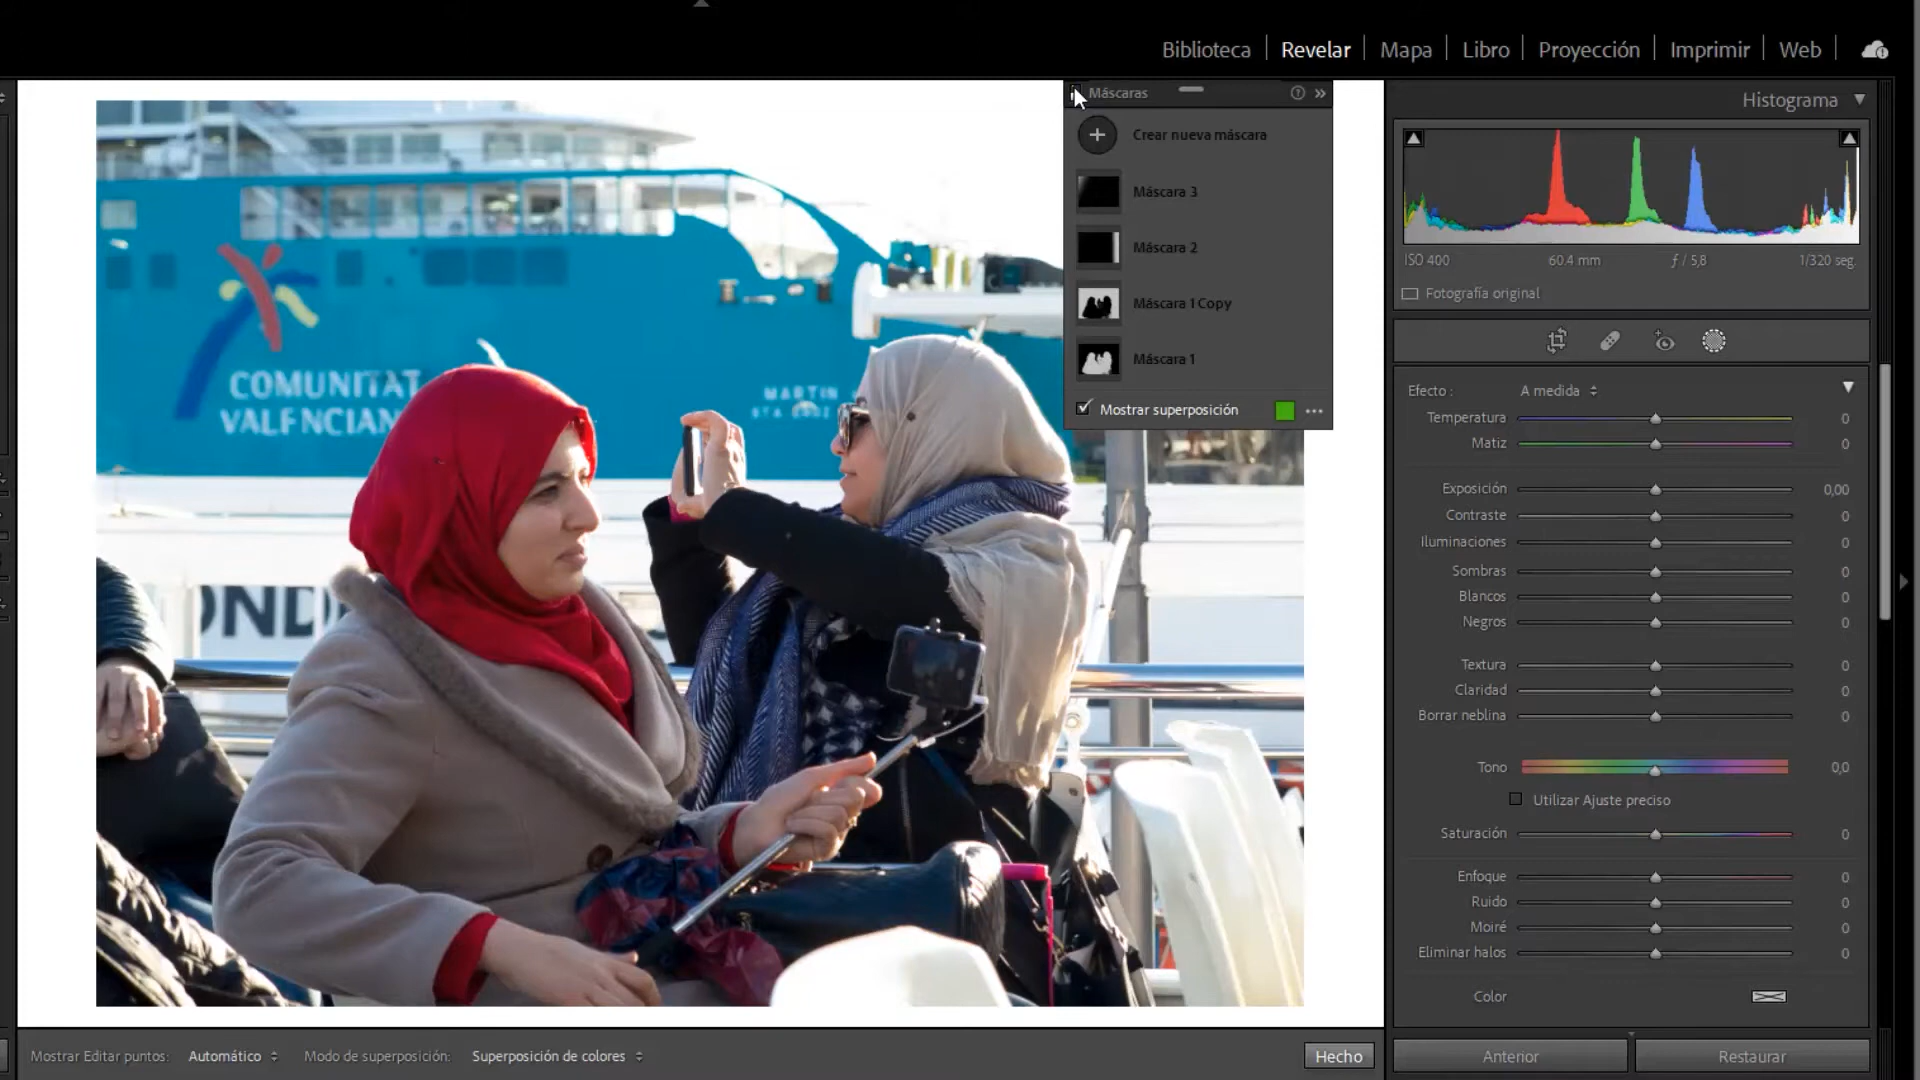 Biblioteca | Revelar | Mapa | Libro | Proyección | Imprimir | Web
Máscaras
Crear nueva máscara
Máscara 3
Máscara 2
Máscara 1 Copy
Máscara 1
Mostrar superposición
Histograma
ISO 400 60.4 mm ƒ / 5,8 1/320 seg.
Fotografía original
Efecto : A medida
Temperatura 0
Matiz 0
Exposición 0,00
Contraste 0
Iluminaciones 0
Sombras 0
Blancos 0
Negros 0
Textura 0
Claridad 0
Borrar neblina 0
Tono 0,0
Utilizar Ajuste preciso
Saturación 0
Enfoque 0
Ruido 0
Moiré 0
Eliminar halos 0
Color
Anterior Restaurar
COMUNITAT
VALENCIAN
MARTIN
OND
Mostrar Editar puntos: Automático Modo de superposición: Superposición de colores Hecho